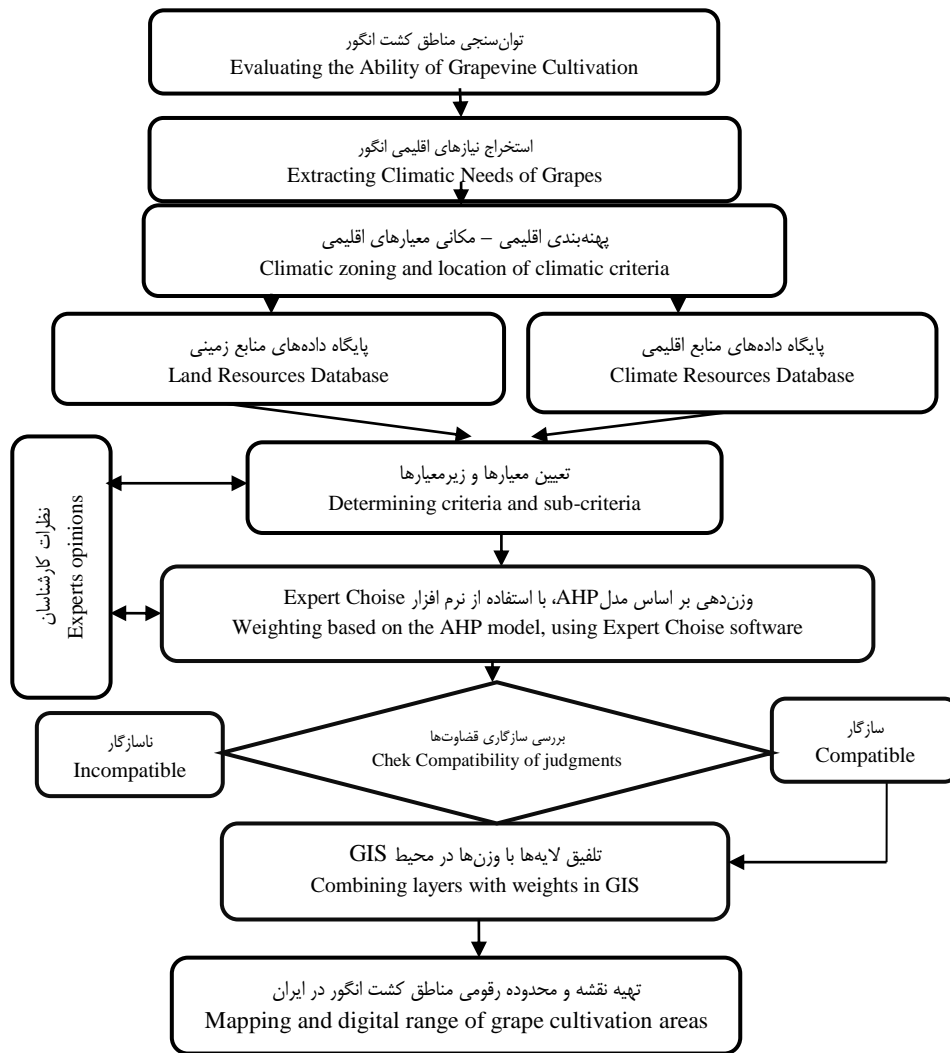 توان‌سنجی مناطق کشت انگور
Evaluating the Ability of Grapevine Cultivation
استخراج نیازهای اقلیمی انگور
Extracting Climatic Needs of Grapes
پهنه‌بندی اقلیمی – مکانی معیارهای اقلیمی
Climatic zoning and location of climatic criteria
پایگاه داده‌های منابع زمینی
Land Resources Database
پایگاه داده‌های منابع اقلیمی
Climate Resources Database
نظرات کارشناسان
Experts opinions
تعیین معیارها و زیرمعیارها
Determining criteria and sub-criteria
وزن‌دهی بر اساس مدل AHP، با استفاده از نرم افزار Expert Choise
Weighting based on the AHP model, using Expert Choise software
ناسازگار
Incompatible
بررسی سازگاری قضاوت‌ها
Chek Compatibility of judgments
سازگار
Compatible
تلفیق لایه‌ها با وزن‌ها در محیط GIS
Combining layers with weights in GIS
تهیه نقشه و محدوده رقومی مناطق کشت انگور در ایران
Mapping and digital range of grape cultivation areas